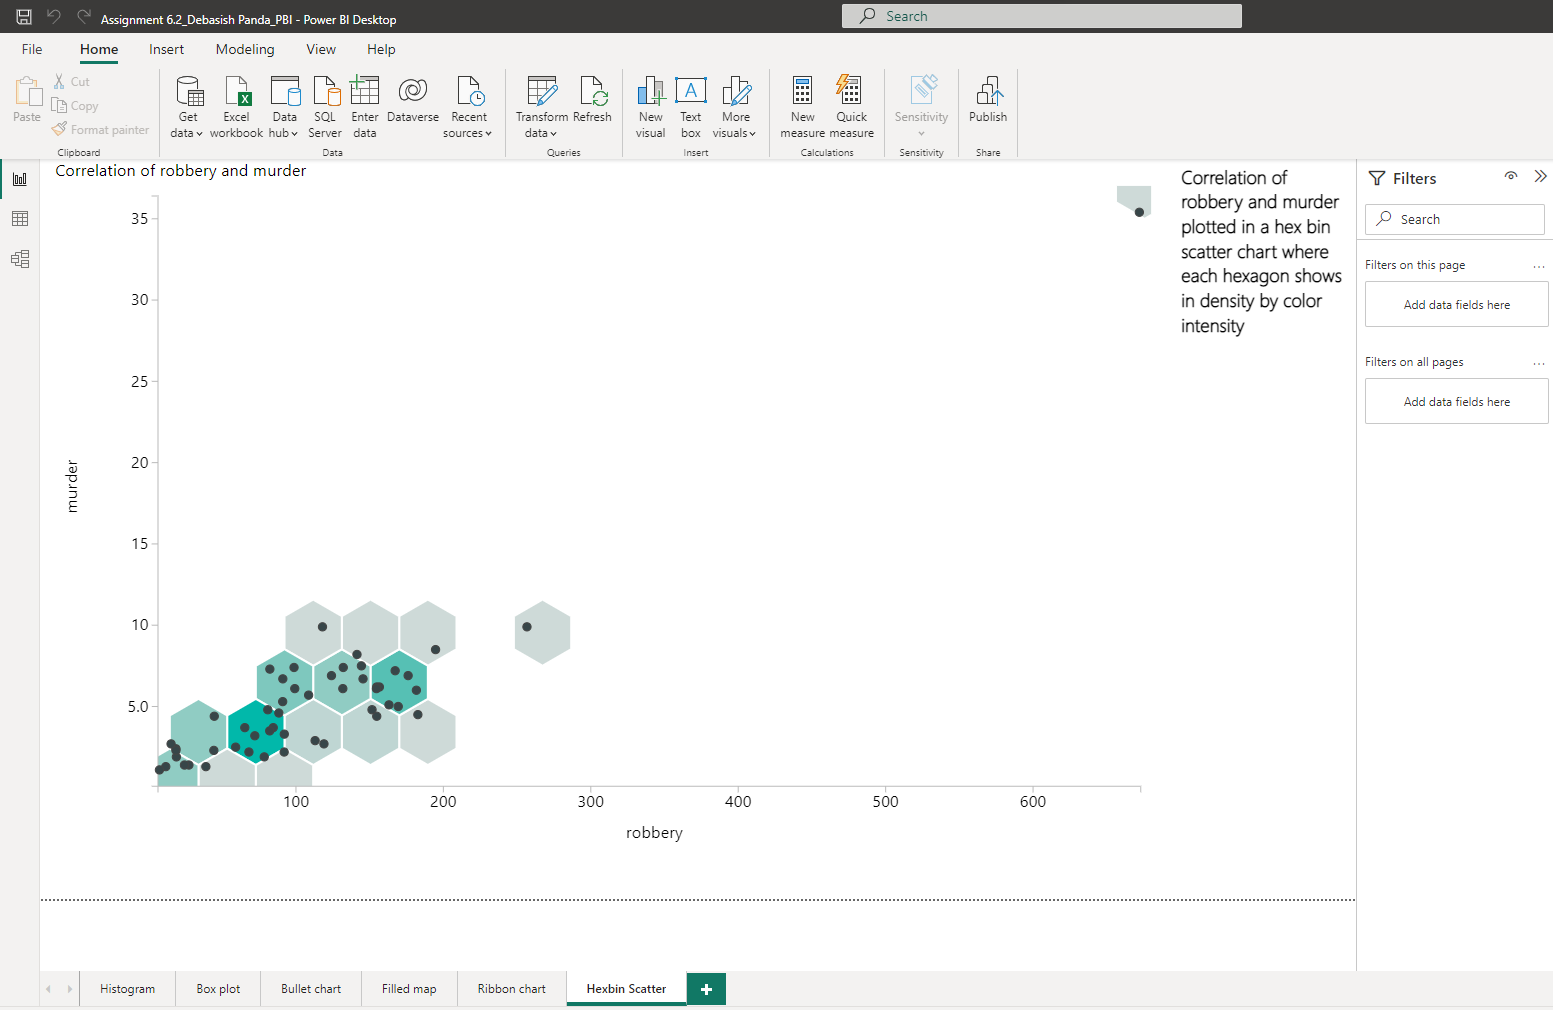 Assignment 6.2_Debasish Panda_PBI - Power BI Desktop
Search
File Home Insert Modeling View Help
Paste
Cut
Copy
Format painter
Clipboard
Get data
Excel workbook
Data hub
SQL Server
Enter data
Dataverse
Recent sources
Data
Transform data
Refresh
Queries
New visual
Text box
More visuals
Insert
New measure
Quick measure
Calculations
Sensitivity
Sensitivity
Publish
Share
Correlation of robbery and murder
35
30
25
20
15
10
5.0
murder
100 200 300 400 500 600
robbery
Correlation of
robbery and murder
plotted in a hex bin
scatter chart where
each hexagon shows
in density by color
intensity
Filters
Search
Filters on this page
...
Add data fields here
Filters on all pages
...
Add data fields here
Histogram Box plot Bullet chart Filled map Ribbon chart Hexbin Scatter +